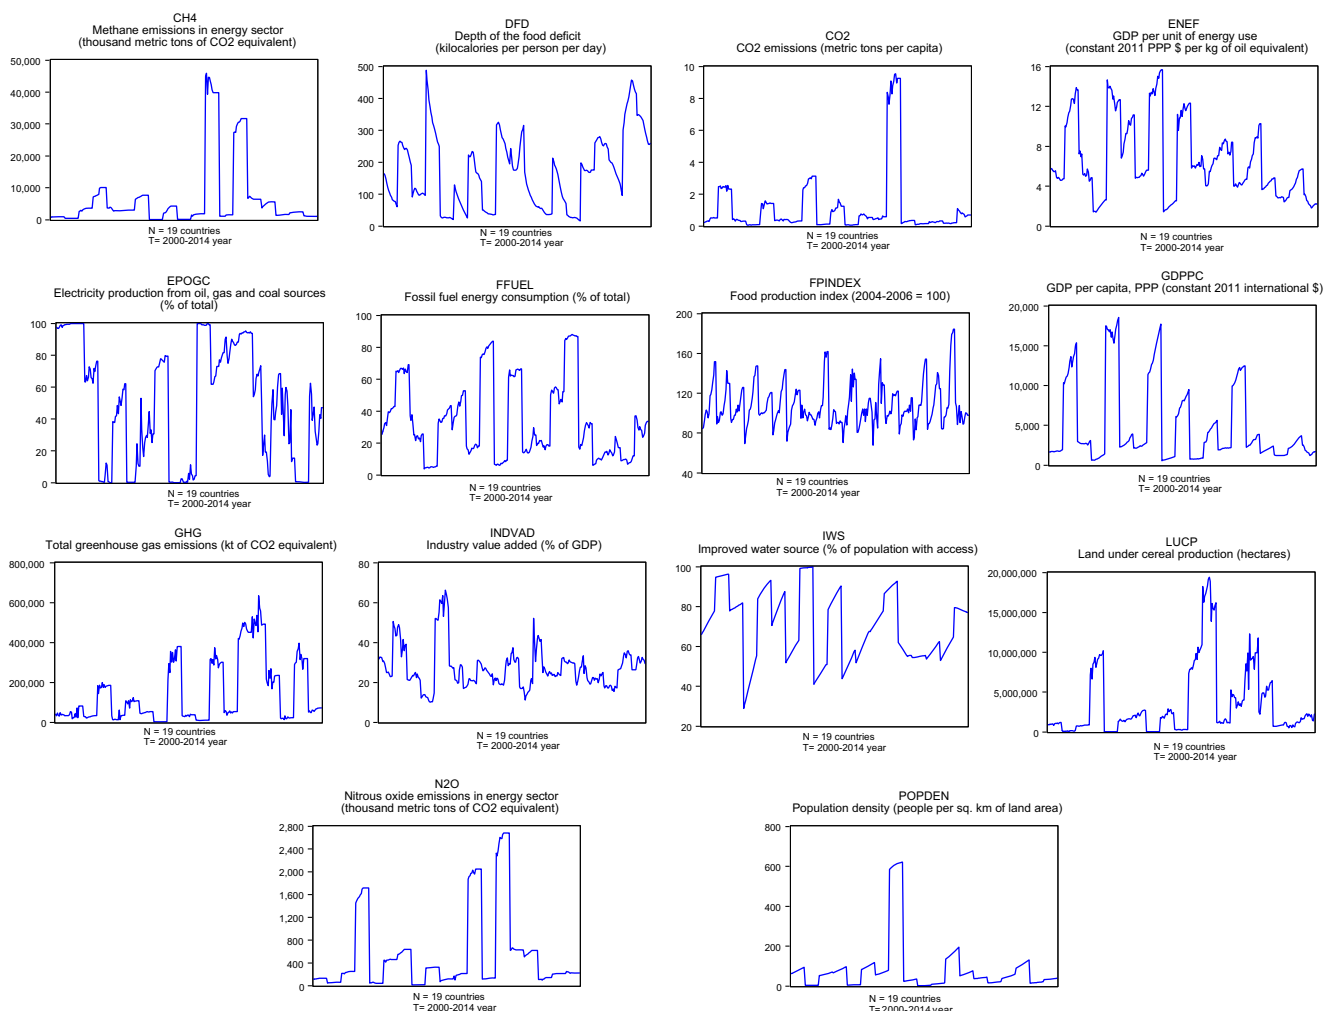 CH4
Methane emissions in energy sector
(thousand metric tons of CO2 equivalent)
50,000
40,000
30,000
20,000
10,000
0
N = 19 countries
T= 2000-2014 year
DFD
Depth of the food deficit
(kilocalories per person per day)
500
400
300
200
100
0
N = 19 countries
T= 2000-2014 year
CO2
CO2 emissions (metric tons per capita)
10
8
6
4
2
0
N = 19 countries
T= 2000-2014 year
ENEF
GDP per unit of energy use
(constant 2011 PPP $ per kg of oil equivalent)
16
12
8
4
0
N = 19 countries
T= 2000-2014 year
EPOGC
Electricity production from oil, gas and coal sources
(% of total)
100
80
60
40
20
0
N = 19 countries
T= 2000-2014 year
FFUEL
Fossil fuel energy consumption (% of total)
100
80
60
40
20
0
N = 19 countries
T= 2000-2014 year
FPINDEX
Food production index (2004-2006 = 100)
200
160
120
80
40
N = 19 countries
T= 2000-2014 year
GDPPC
GDP per capita, PPP (constant 2011 international $)
20,000
15,000
10,000
5,000
0
N = 19 countries
T= 2000-2014 year
GHG
Total greenhouse gas emissions (kt of CO2 equivalent)
800,000
600,000
400,000
200,000
0
N = 19 countries
T= 2000-2014 year
INDVAD
Industry value added (% of GDP)
80
60
40
20
0
N = 19 countries
T= 2000-2014 year
IWS
Improved water source (% of population with access)
100
80
60
40
20
N = 19 countries
T= 2000-2014 year
LUCP
Land under cereal production (hectares)
20,000,000
15,000,000
10,000,000
5,000,000
0
N = 19 countries
T= 2000-2014 year
N2O
Nitrous oxide emissions in energy sector
(thousand metric tons of CO2 equivalent)
2,800
2,400
2,000
1,600
1,200
800
400
0
N = 19 countries
T= 2000-2014 year
POPDEN
Population density (people per sq. km of land area)
800
600
400
200
0
N = 19 countries
T=2000-2014 year